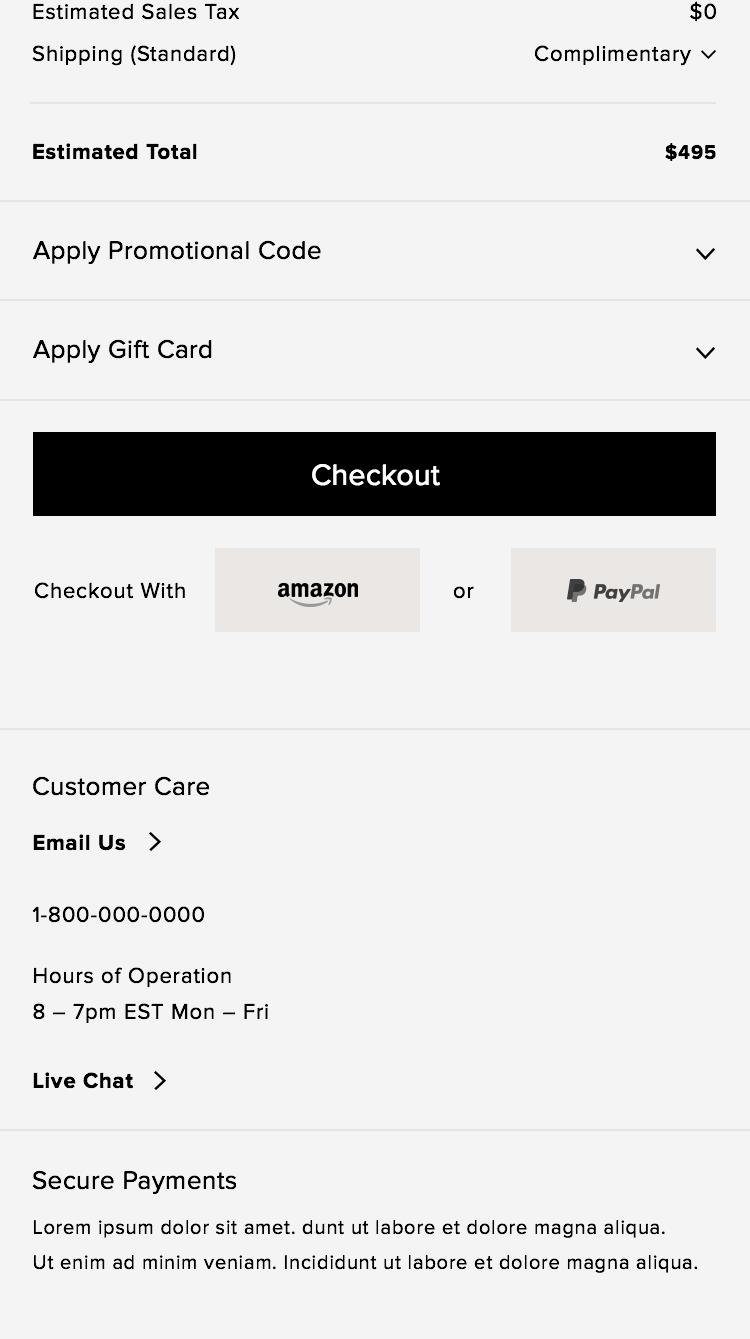 Estimated Sales Tax $0
Shipping (Standard) Complimentary
Estimated Total $495
Apply Promotional Code
Apply Gift Card
Checkout
Checkout With amazon or PayPal
Customer Care
Email Us
1-800-000-0000
Hours of Operation
8 – 7pm EST Mon – Fri
Live Chat
Secure Payments
Lorem ipsum dolor sit amet. dunt ut labore et dolore magna aliqua.
Ut enim ad minim veniam. Incididunt ut labore et dolore magna aliqua.